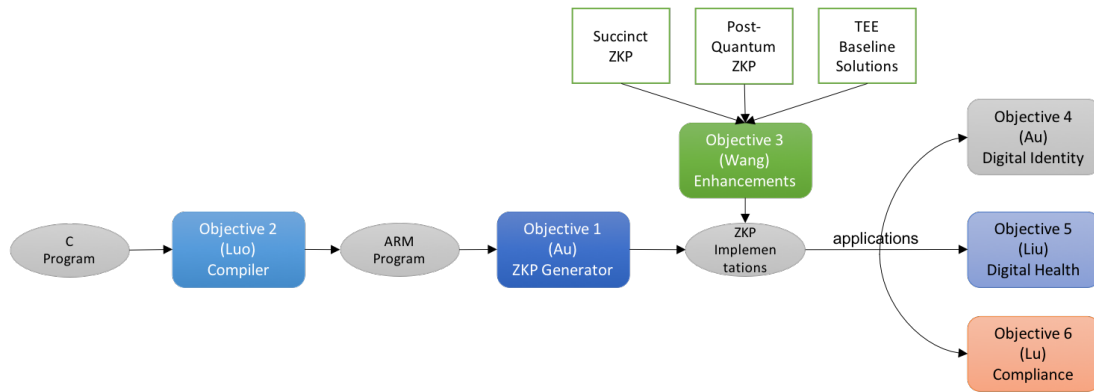 Succinct
ZKP
Post-
Quantum
ZKP
TEE
Baseline
Solutions
Objective 3
(Wang)
Enhancements
Objective 4
(Au)
Digital Identity
C
Program
Objective 2
(Luo)
Compiler
ARM
Program
Objective 1
(Au)
ZKP Generator
ZKP
Implemen
tations
applications
Objective 5
(Liu)
Digital Health
Objective 6
(Lu)
Compliance